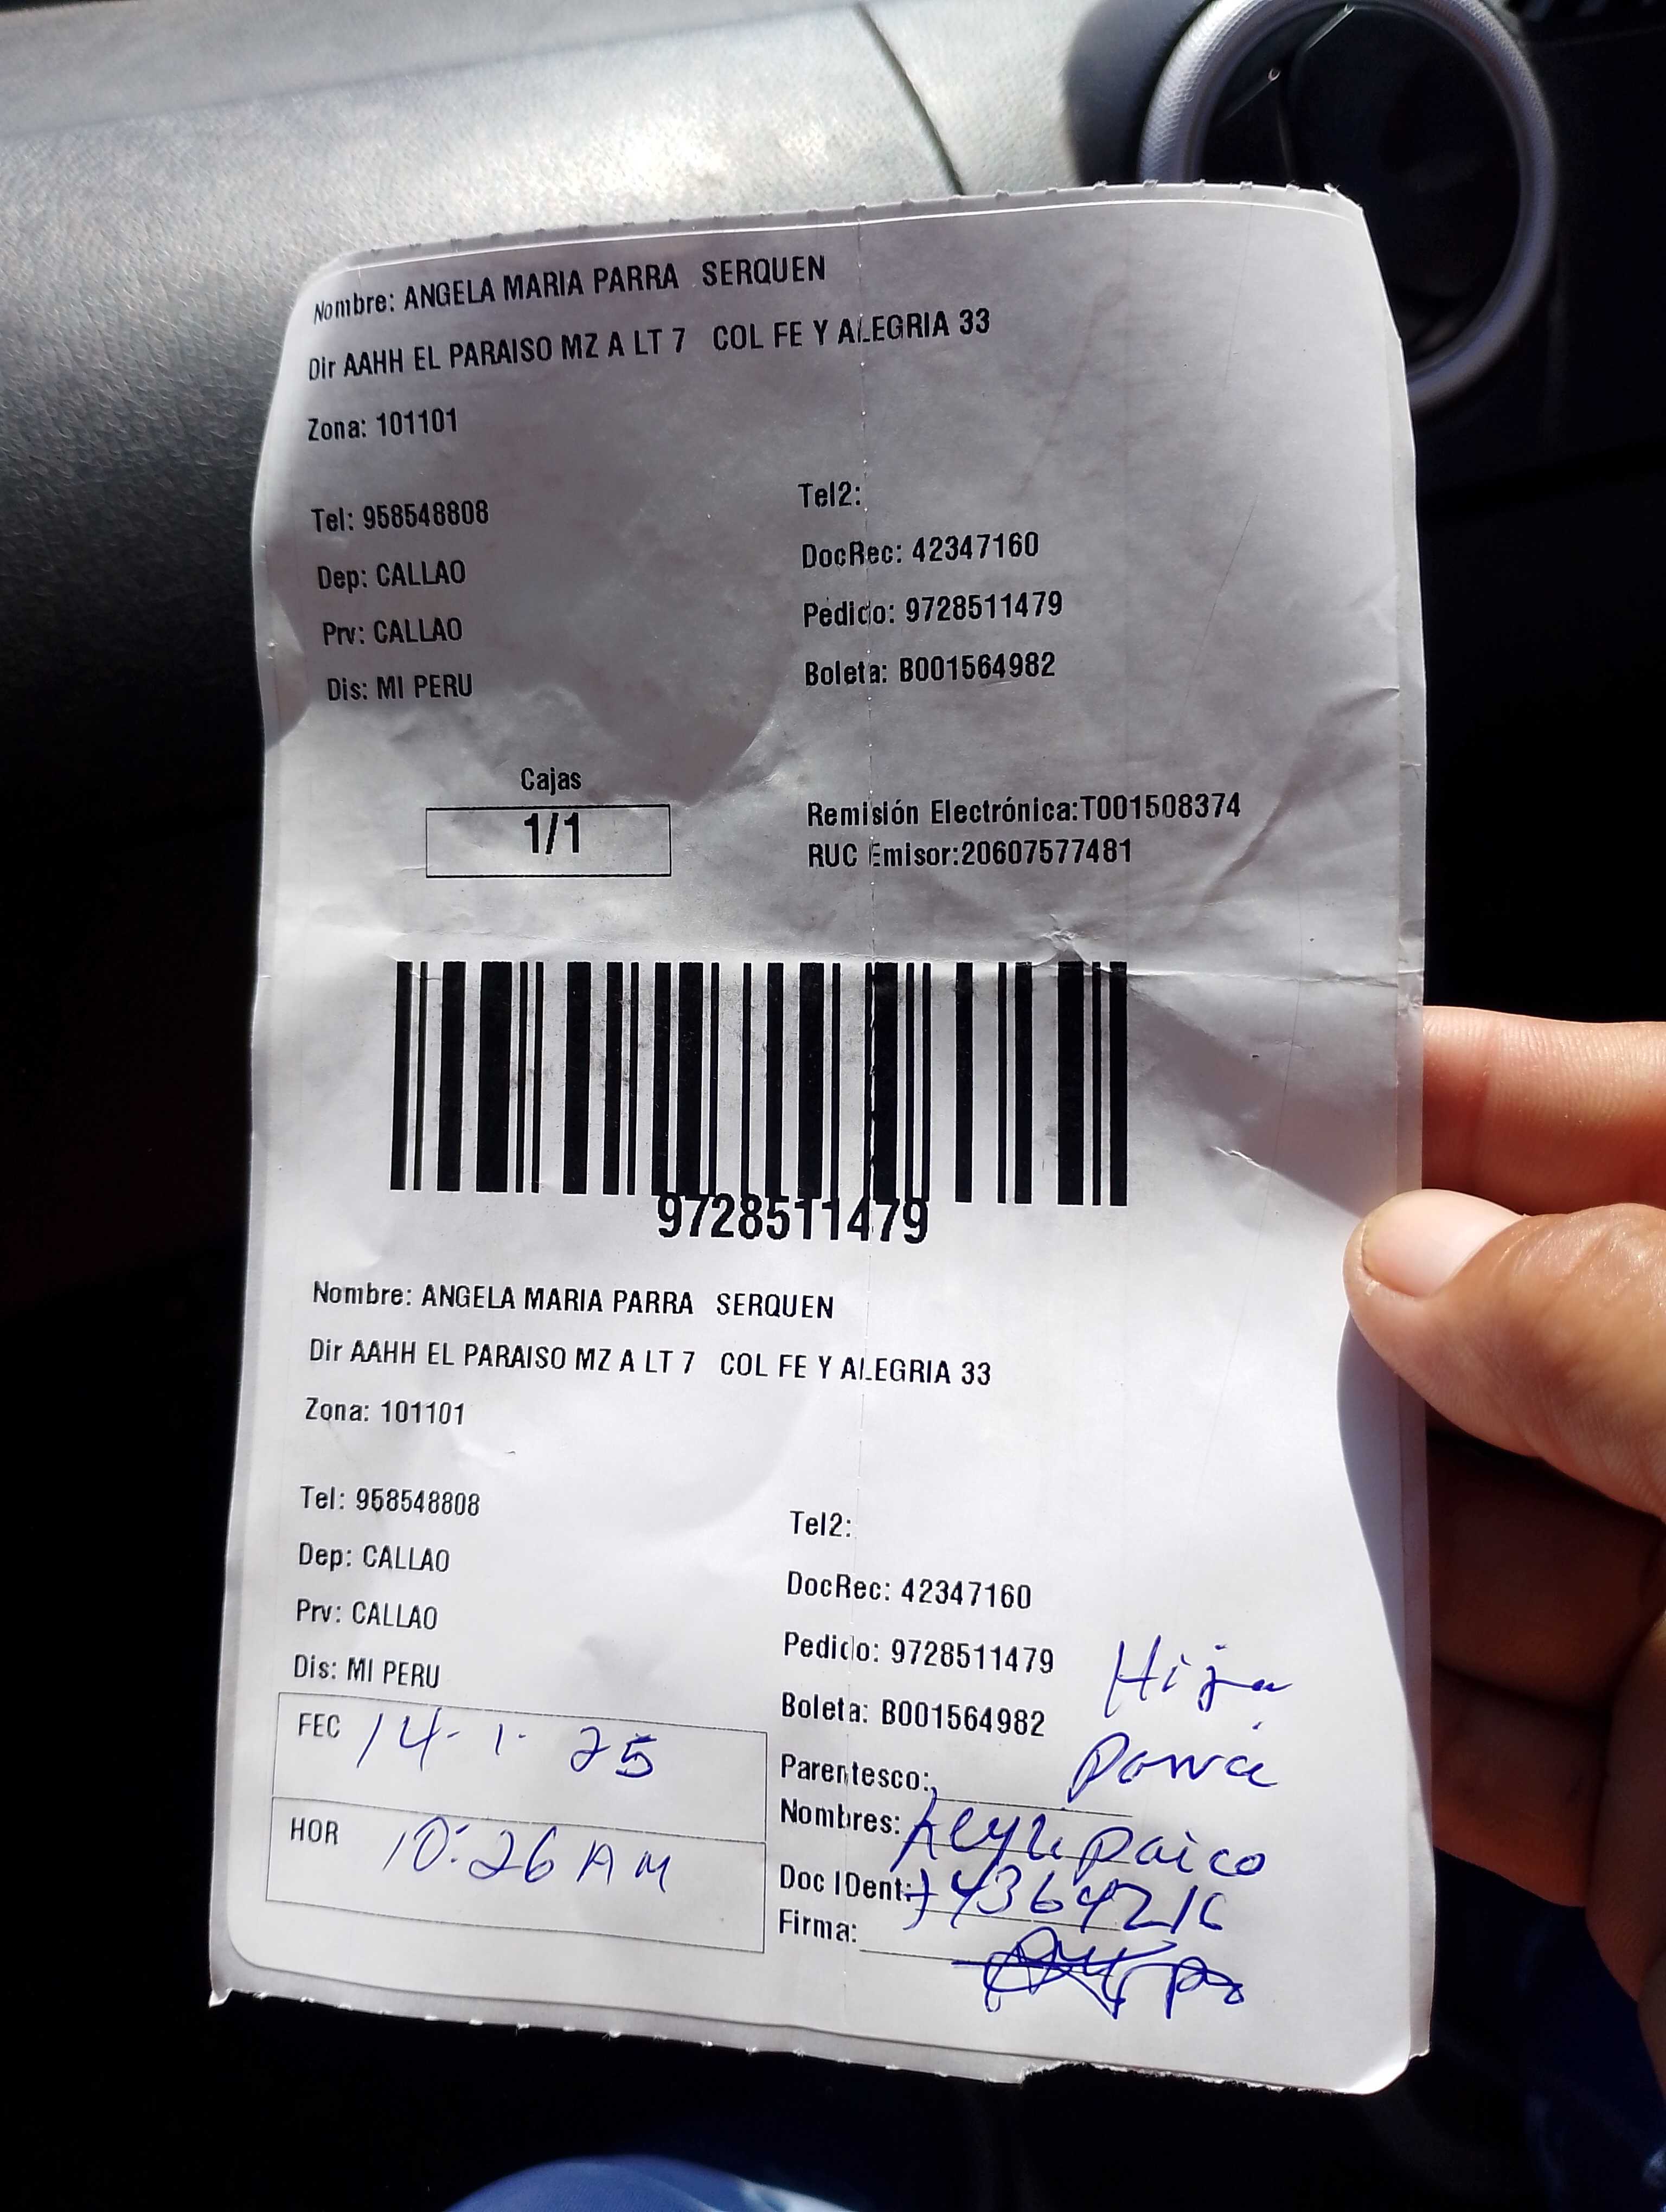 Nombre: ANGELA MARIA PARRA SERQUEN
Dir AAHH EL PARAISO MZ A LT 7 COL FE Y ALEGRIA 33
Zona: 101101
Tel: 958548808
Tel2:
Dep: CALLAO
DocRec: 42347160
Prv: CALLAO
Pedido: 9728511479
Dis: MI PERU
Boleta: B001564982
Cajas
1/1
Remisión Electrónica:T001508374
RUC Emisor:20607577481
9728511479
Nombre: ANGELA MARIA PARRA SERQUEN
Dir AAHH EL PARAISO MZ A LT 7 COL FE Y ALEGRIA 33
Zona: 101101
Tel: 958548808
Tel2:
Dep: CALLAO
DocRec: 42347160
Prv: CALLAO
Pedido: 9728511479
Dis: MI PERU
Boleta: B001564982
Hija
FEC 14-1-25
Parentesco:
HOR 10:26 AM
Nombres: Paico
Doc IDent:
Firma: